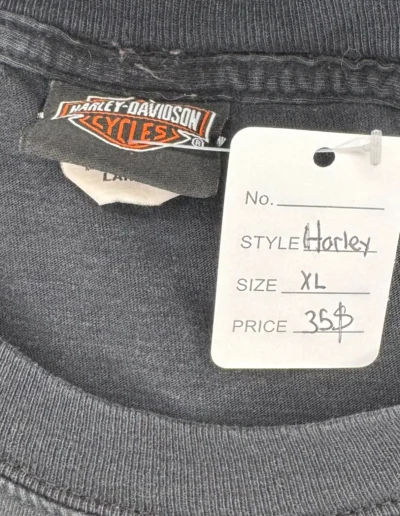 HARLEY-DAVIDSON
CYCLES
®
No.
STYLE Harley
SIZE XL
PRICE 35$